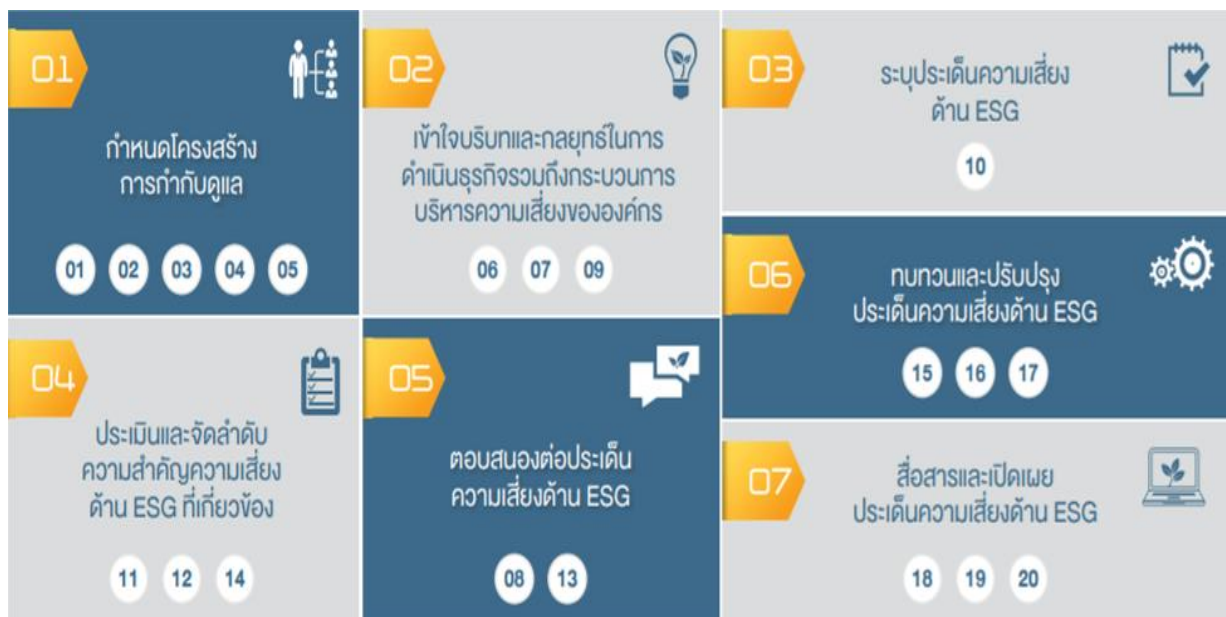 01
กำหนดโครงสร้าง
การกำกับดูแล
01 02 03 04 05
02
เข้าใจบริบทและกลยุทธ์ในการ
ดำเนินธุรกิจรวมถึงกระบวนการ
บริหารความเสี่ยงขององค์กร
06 07 09
03
ระบุประเด็นความเสี่ยง
ด้าน ESG
10
04
ประเมินและจัดลำดับ
ความสำคัญความเสี่ยง
ด้าน ESG ที่เกี่ยวข้อง
11 12 14
05
ตอบสนองต่อประเด็น
ความเสี่ยงด้าน ESG
08 13
06
ทบทวนและปรับปรุง
ประเด็นความเสี่ยงด้าน ESG
15 16 17
07
สื่อสารและเปิดเผย
ประเด็นความเสี่ยงด้าน ESG
18 19 20